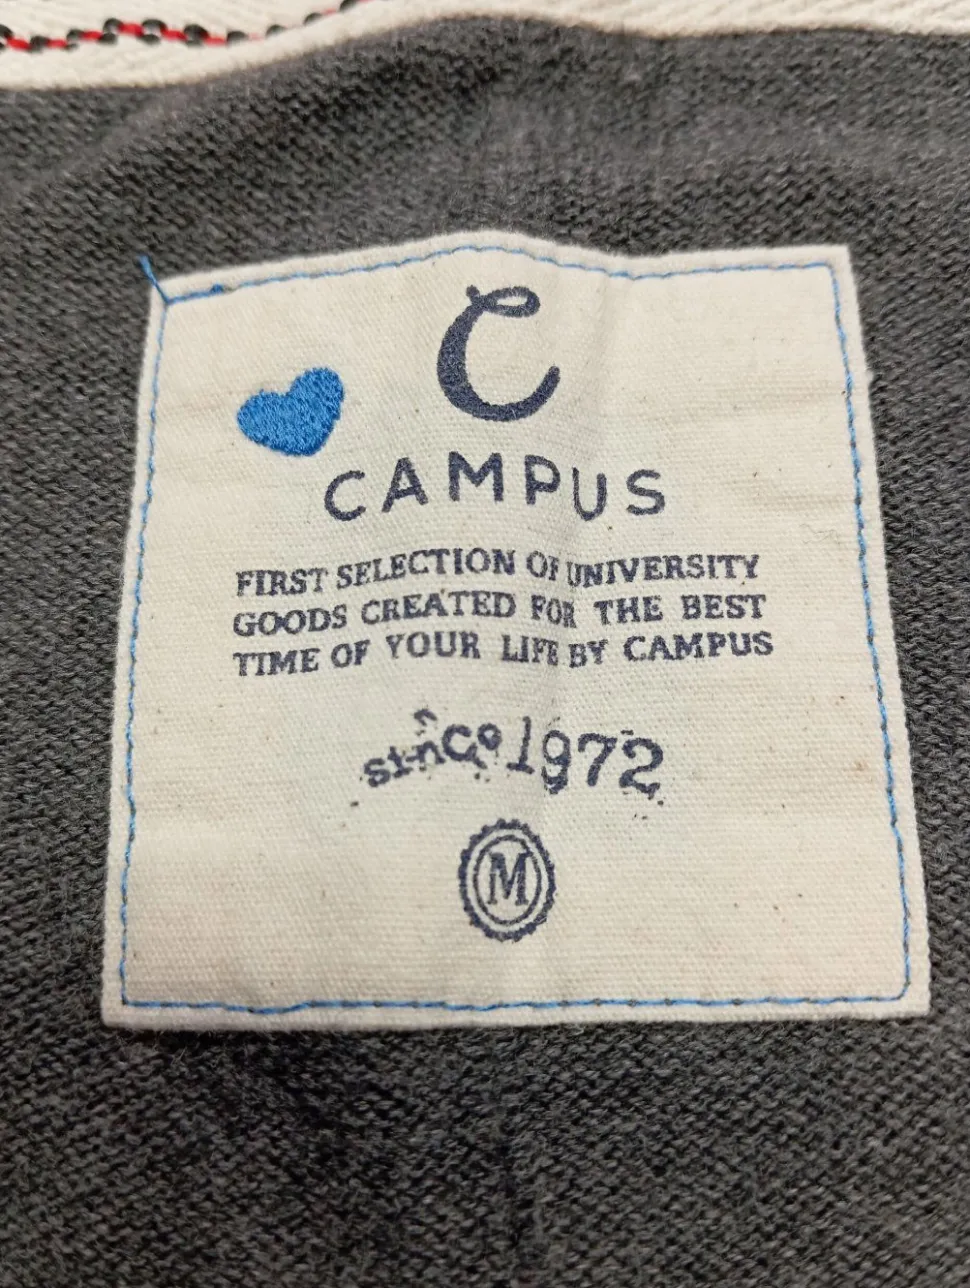 C
CAMPUS
FIRST SELECTION OF UNIVERSITY
GOODS CREATED FOR THE BEST
TIME OF YOUR LIFE BY CAMPUS
since 1972
M